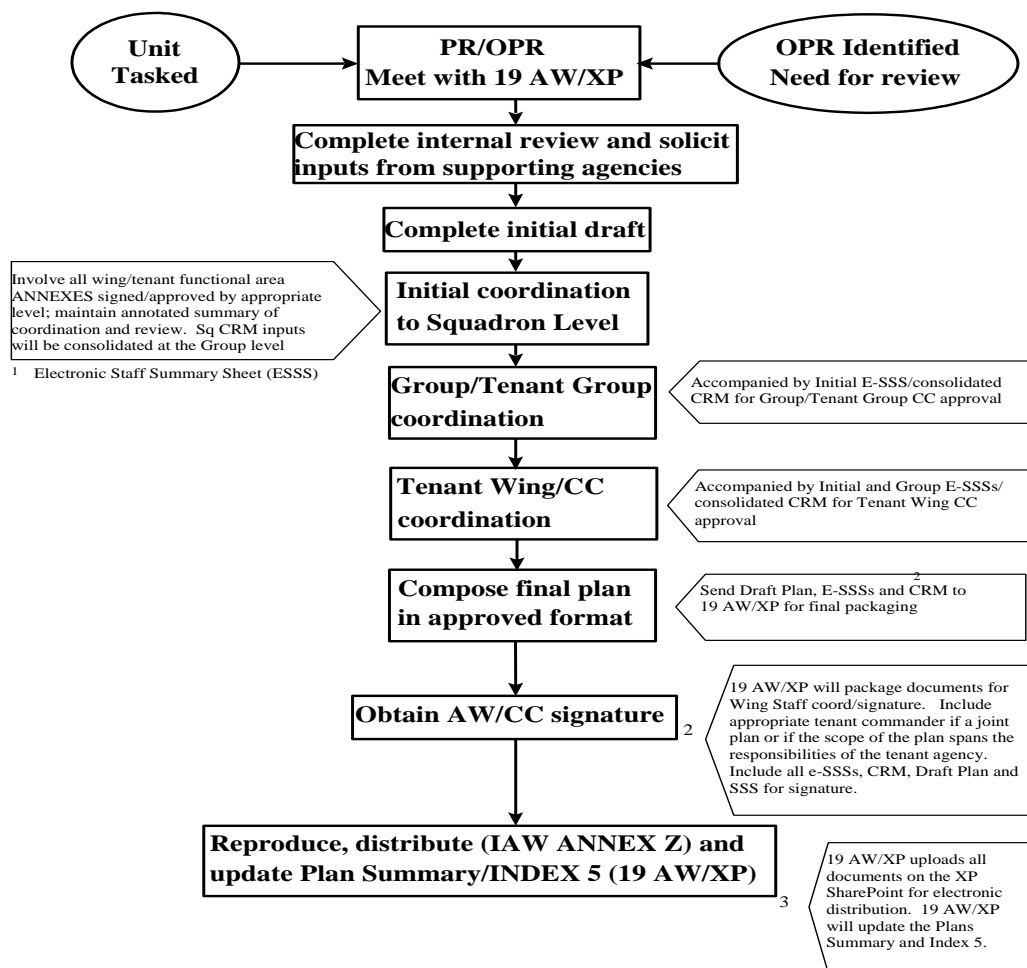 Unit
Tasked
PR/OPR
Meet with 19 AW/XP
OPR Identified
Need for review
Complete internal review and solicit
inputs from supporting agencies
Complete initial draft
Involve all wing/tenant functional area
ANNEXES signed/approved by appropriate
level; maintain annotated summary of
coordination and review. Sq CRM inputs
will be consolidated at the Group level
1 Electronic Staff Summary Sheet (ESSS)
Initial coordination
to Squadron Level
Group/Tenant Group
coordination
Accompanied by Initial E-SSS/consolidated
CRM for Group/Tenant Group CC approval
Tenant Wing/CC
coordination
Accompanied by Initial and Group E-SSSs/
consolidated CRM for Tenant Wing CC
approval
Compose final plan
in approved format
2
Send Draft Plan, E-SSSs and CRM to
19 AW/XP for final packaging
Obtain AW/CC signature
2
19 AW/XP will package documents for
Wing Staff coord/signature. Include
appropriate tenant commander if a joint
plan or if the scope of the plan spans the
responsibilities of the tenant agency.
Include all e-SSSs, CRM, Draft Plan and
SSS for signature.
Reproduce, distribute (IAW ANNEX Z) and
update Plan Summary/INDEX 5 (19 AW/XP)
3
19 AW/XP uploads all
documents on the XP
SharePoint for electronic
distribution. 19 AW/XP
will update the Plans
Summary and Index 5.